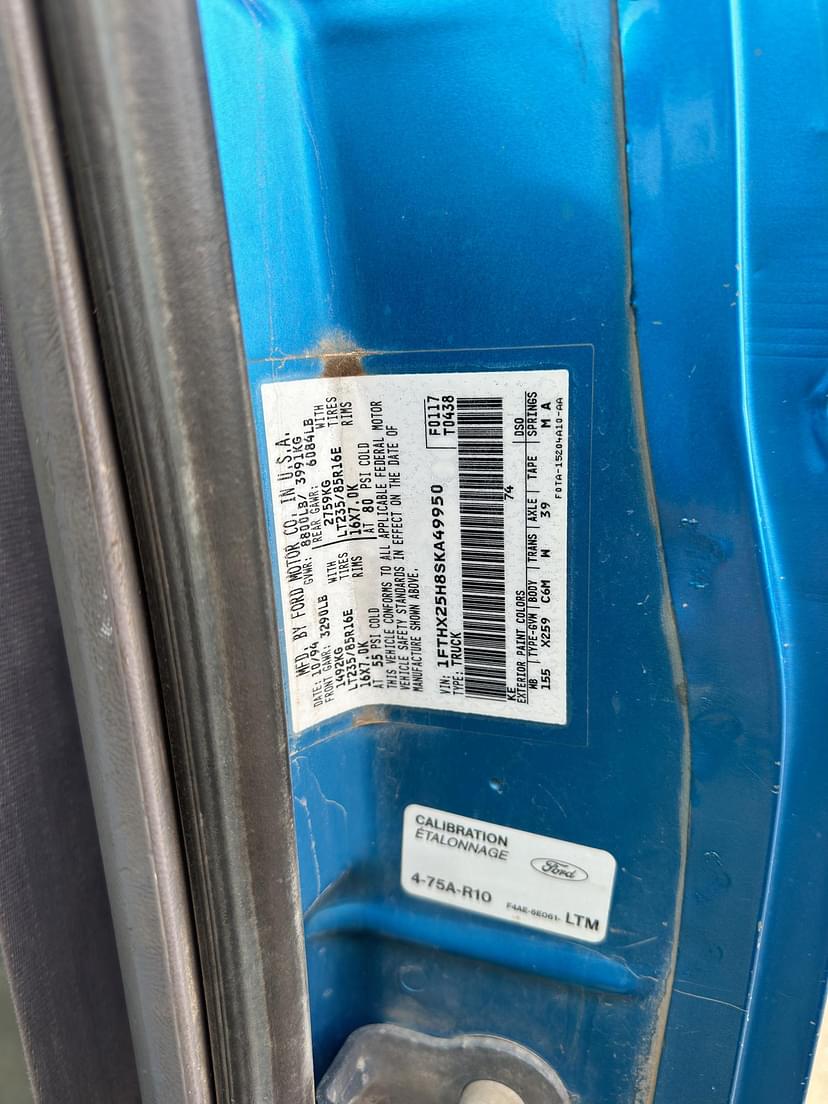 MFD. BY FORD MOTOR CO. IN U.S.A.
DATE: 10/94 GVWR: 8800LB/ 3991KG
FRONT GAWR: 3290LB REAR GAWR: 6084LB
1492KG WITH 2759KG WITH
LT235/85R16E TIRES LT235/85R16E TIRES
16X7.0K RIMS 16X7.0K RIMS
AT 55 PSI COLD AT 80 PSI COLD
THIS VEHICLE CONFORMS TO ALL APPLICABLE FEDERAL MOTOR
VEHICLE SAFETY STANDARDS IN EFFECT ON THE DATE OF
MANUFACTURE SHOWN ABOVE.
VIN: 1FTHX25H8SKA49950 F0117
TYPE: TRUCK T0438
KE 74
EXTERIOR PAINT COLORS DSO
WB TYPE-GVM BODY TRANS AXLE TAPE SPRINGS
155 X259 C6M W 39 M A
F0TA-15204A10-AA
CALIBRATION
ÉTALONNAGE
Ford
4-75A-R10
F4AE-6E061- LTM